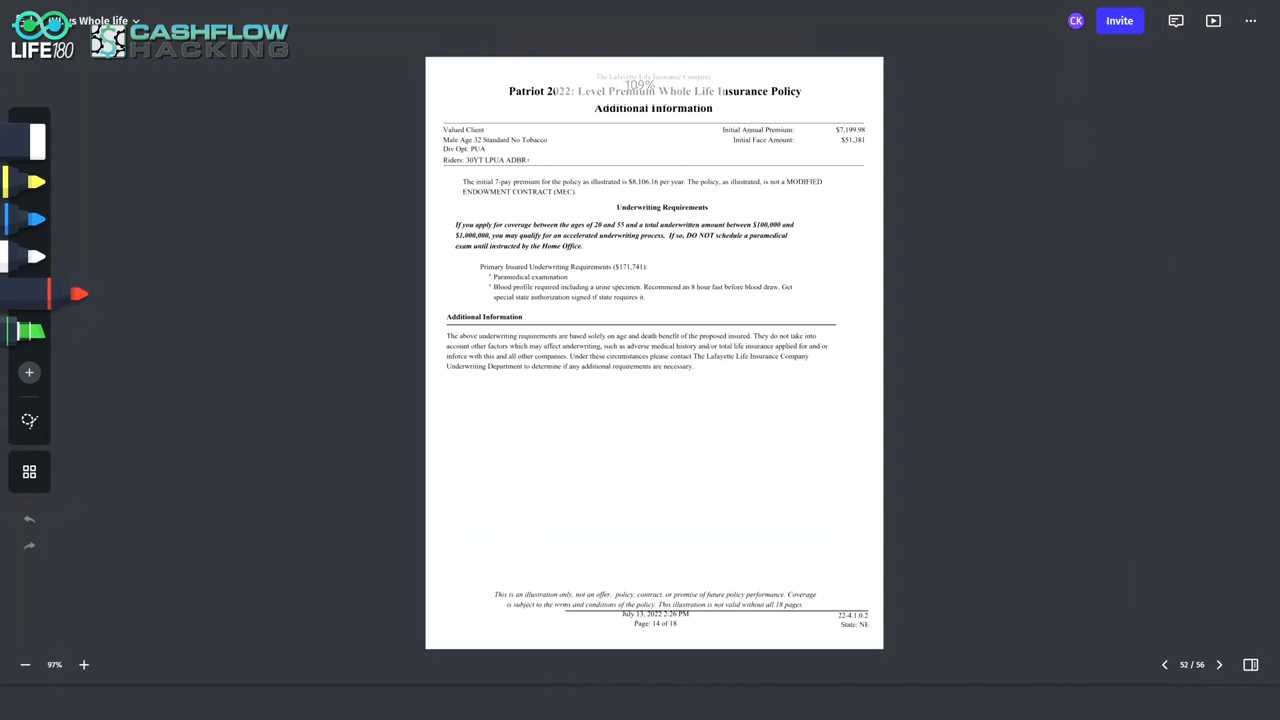 ys Whole life
LIFE180
CASHFLOW
HACKING
CK
Invite
The Lafayette Life Insurance Company
109%
Patriot 2022: Level Premium Whole Life Insurance Policy
Additional Information
Valued Client
Initial Annual Premium: $7,199.98
Male Age 32 Standard No Tobacco
Initial Face Amount: $51,381
Div Opt: PUA
Riders: 30YT LPUA ADBR+
The initial 7-pay premium for the policy as illustrated is $8,106.16 per year. The policy, as illustrated, is not a MODIFIED
ENDOWMENT CONTRACT (MEC).
Underwriting Requirements
If you apply for coverage between the ages of 20 and 55 and a total underwritten amount between $100,000 and
$1,000,000, you may qualify for an accelerated underwriting process. If so, DO NOT schedule a paramedical
exam until instructed by the Home Office.
Primary Insured Underwriting Requirements ($171,741):
* Paramedical examination
* Blood profile required including a urine specimen. Recommend an 8 hour fast before blood draw. Get
special state authorization signed if state requires it.
Additional Information
The above underwriting requirements are based solely on age and death benefit of the proposed insured. They do not take into
account other factors which may affect underwriting, such as adverse medical history and/or total life insurance applied for and/or
inforce with this and all other companies. Under these circumstances please contact The Lafayette Life Insurance Company
Underwriting Department to determine if any additional requirements are necessary.
This is an illustration only, not an offer, policy, contract, or promise of future policy performance. Coverage
is subject to the terms and conditions of the policy. This illustration is not valid without all 18 pages.
July 13, 2022 2:26 PM
22-4.1.0.2
Page: 14 of 18
State: NE
97%
52 / 56